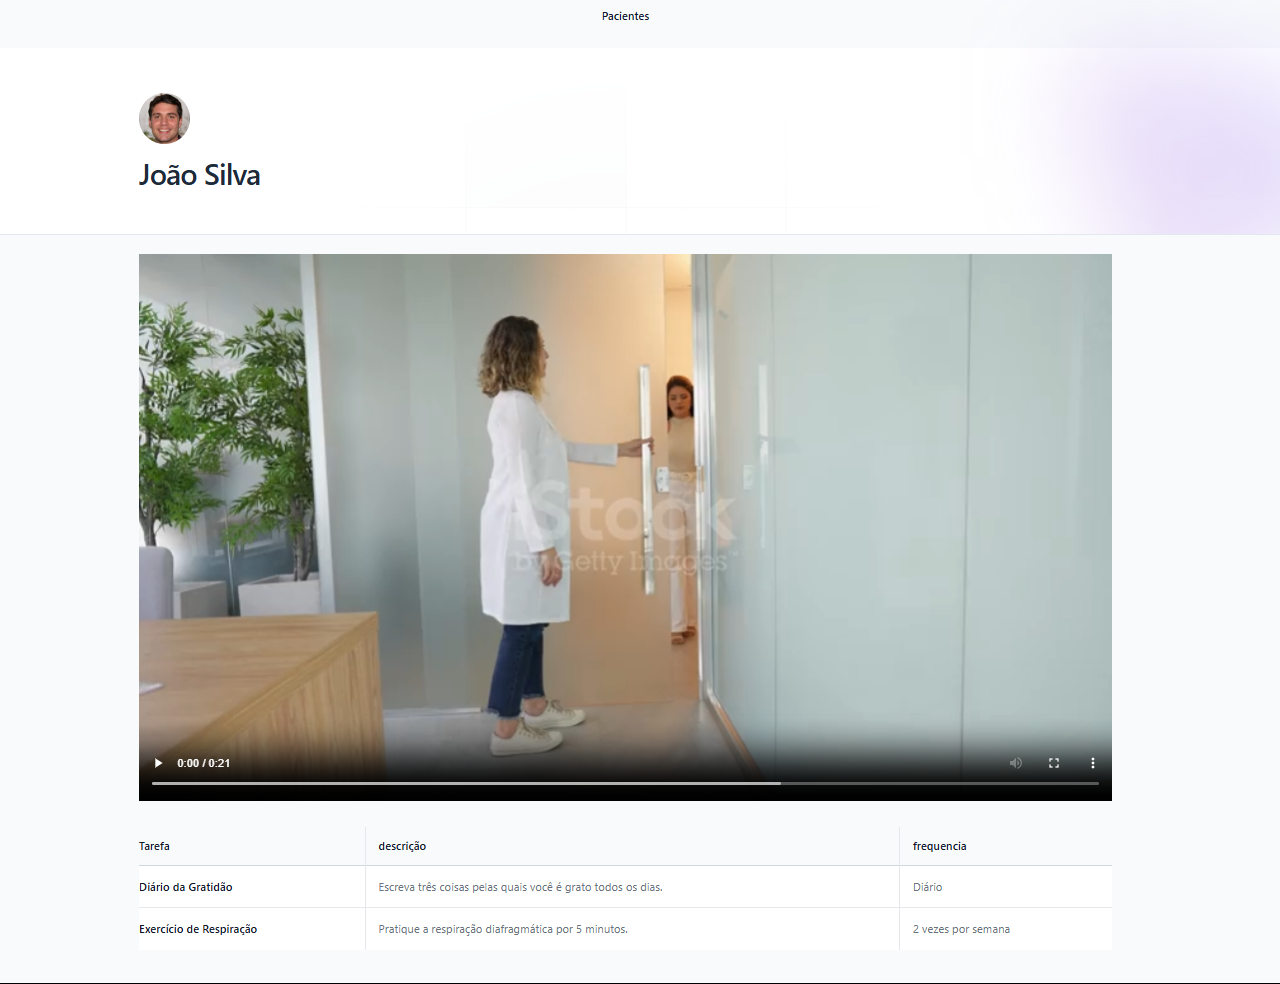 Pacientes
João Silva
iStock
by Getty Images™
0:00 / 0:21
Tarefa descrição frequencia
Diário da Gratidão Escreva três coisas pelas quais você é grato todos os dias. Diário
Exercício de Respiração Pratique a respiração diafragmática por 5 minutos. 2 vezes por semana